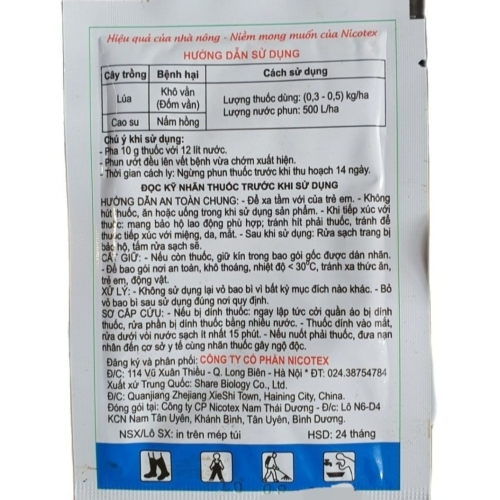 Hiệu quả của nhà nông - Niềm mong muốn của Nicotex
HƯỚNG DẪN SỬ DỤNG
Cây trồng Bệnh hại Cách sử dụng
Lúa Khô vằn (Đốm vằn) Lượng thuốc dùng: (0,3 - 0,5) kg/ha
Cao su Nấm hồng Lượng nước phun: 500 L/ha
Chú ý khi sử dụng:
- Pha 10 g thuốc với 12 lít nước.
- Phun ướt đều lên vết bệnh vừa chớm xuất hiện.
- Thời gian cách ly: Ngừng phun thuốc trước khi thu hoạch 14 ngày.
ĐỌC KỸ NHÃN THUỐC TRƯỚC KHI SỬ DỤNG
HƯỚNG DẪN AN TOÀN CHUNG: - Để xa tầm với của trẻ em. - Không
hút thuốc, ăn hoặc uống trong khi sử dụng sản phẩm. - Khi tiếp xúc với
thuốc: mang bảo hộ lao động phù hợp; tránh hít phải thuốc, tránh để
thuốc tiếp xúc với miệng, da, mắt. - Sau khi sử dụng: Rửa sạch trang bị
bảo hộ, tắm rửa sạch sẽ.
CẤT GIỮ: - Nếu còn thuốc, giữ kín trong bao gói gốc được dán nhãn.
- Để bao gói nơi an toàn, khô thoáng, nhiệt độ < 30°C, tránh xa thức ăn,
trẻ em, động vật.
XỬ LÝ: - Không sử dụng lại vỏ bao bì vì bất kỳ mục đích nào khác. - Bỏ
vỏ bao bì sau sử dụng đúng nơi quy định.
SƠ CẤP CỨU: - Nếu bị dính thuốc: ngay lập tức cởi quần áo bị dính
thuốc, rửa phần bị dính thuốc bằng nhiều nước. - Thuốc dính vào mắt,
rửa dưới vòi nước sạch ít nhất 15 phút. - Nếu nuốt phải thuốc, đưa nạn
nhân đến cơ sở y tế cùng nhãn thuốc gây ngộ độc.
Đăng ký và phân phối: CÔNG TY CỔ PHẦN NICOTEX
Đ/c: 114 Vũ Xuân Thiều - Q. Long Biên - Hà Nội * ĐT: 024.38754784
Xuất xứ Trung Quốc: Share Biology Co., Ltd.
Đ/c: Quanjiang Zhejiang XieShi Town, Haining City, China.
Đóng gói tại: Công ty CP Nicotex Nam Thái Dương - Đ/c: Lô N6-D4
KCN Nam Tân Uyên, Khánh Bình, Tân Uyên, Bình Dương.
NSX/Lô SX: in trên mép túi HSD: 24 tháng